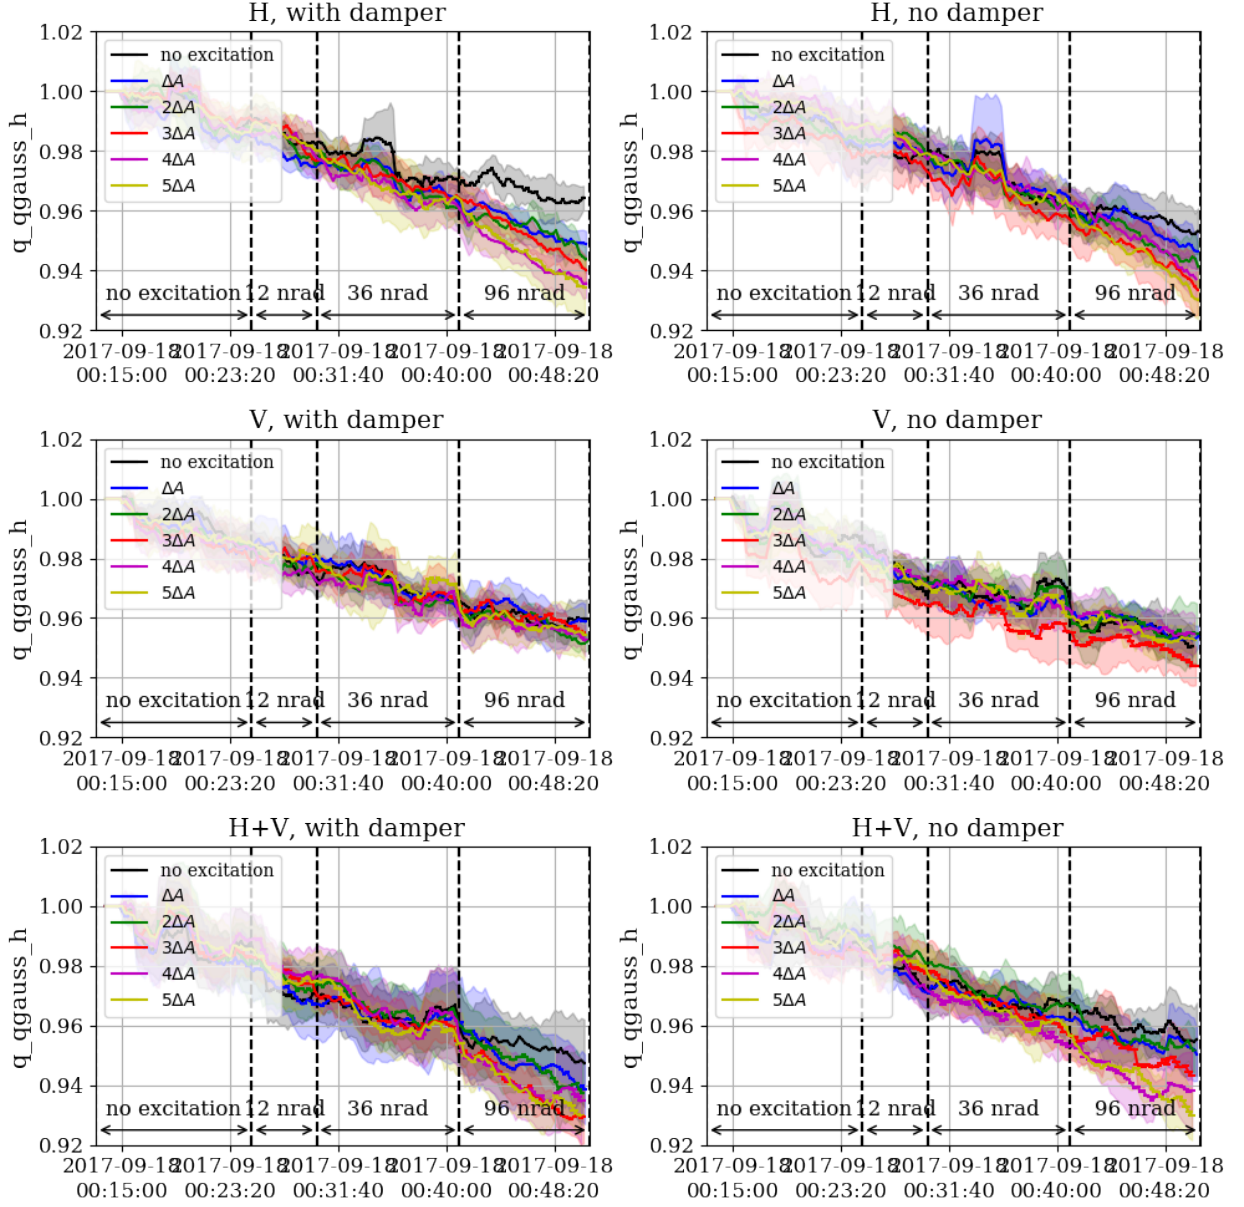 H, with damper
1.02
1.00
0.98
0.96
0.94
0.92
q_qgauss_h
no excitation
ΔA
2ΔA
3ΔA
4ΔA
5ΔA
no excitation 12 nrad 36 nrad 96 nrad
2017-09-18 2017-09-18 2017-09-18 2017-09-18 2017-09-18
00:15:00 00:23:20 00:31:40 00:40:00 00:48:20
H, no damper
1.02
1.00
0.98
0.96
0.94
0.92
q_qgauss_h
no excitation
ΔA
2ΔA
3ΔA
4ΔA
5ΔA
no excitation 12 nrad 36 nrad 96 nrad
2017-09-18 2017-09-18 2017-09-18 2017-09-18 2017-09-18
00:15:00 00:23:20 00:31:40 00:40:00 00:48:20
V, with damper
1.02
1.00
0.98
0.96
0.94
0.92
q_qgauss_h
no excitation
ΔA
2ΔA
3ΔA
4ΔA
5ΔA
no excitation 12 nrad 36 nrad 96 nrad
2017-09-18 2017-09-18 2017-09-18 2017-09-18 2017-09-18
00:15:00 00:23:20 00:31:40 00:40:00 00:48:20
V, no damper
1.02
1.00
0.98
0.96
0.94
0.92
q_qgauss_h
no excitation
ΔA
2ΔA
3ΔA
4ΔA
5ΔA
no excitation 12 nrad 36 nrad 96 nrad
2017-09-18 2017-09-18 2017-09-18 2017-09-18 2017-09-18
00:15:00 00:23:20 00:31:40 00:40:00 00:48:20
H+V, with damper
1.02
1.00
0.98
0.96
0.94
0.92
q_qgauss_h
no excitation
ΔA
2ΔA
3ΔA
4ΔA
5ΔA
no excitation 12 nrad 36 nrad 96 nrad
2017-09-18 2017-09-18 2017-09-18 2017-09-18 2017-09-18
00:15:00 00:23:20 00:31:40 00:40:00 00:48:20
H+V, no damper
1.02
1.00
0.98
0.96
0.94
0.92
q_qgauss_h
no excitation
ΔA
2ΔA
3ΔA
4ΔA
5ΔA
no excitation 12 nrad 36 nrad 96 nrad
2017-09-18 2017-09-18 2017-09-18 2017-09-18 2017-09-18
00:15:00 00:23:20 00:31:40 00:40:00 00:48:20